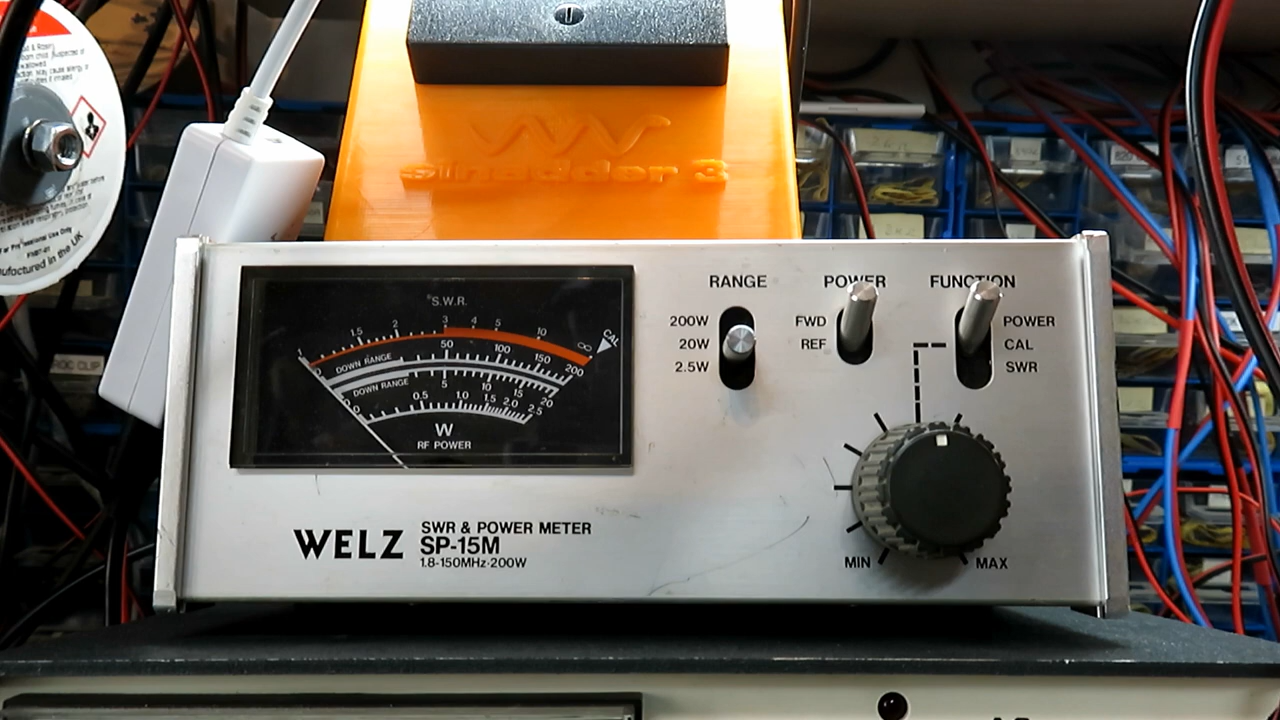 sünadder 3
RANGE
POWER
FUNCTION
200W
20W
2.5W
FWD
REF
POWER
CAL
SWR
S.W.R.
1.5 2 3 4 5 10 ∞
CAL
0 50 100 150 200
DOWN RANGE
0 5 10 15 20
DOWN RANGE
0 0.5 1.0 1.5 2.0 2.5
W
RF POWER
WELZ
SWR & POWER METER
SP-15M
1.8-150MHz·200W
MIN
MAX